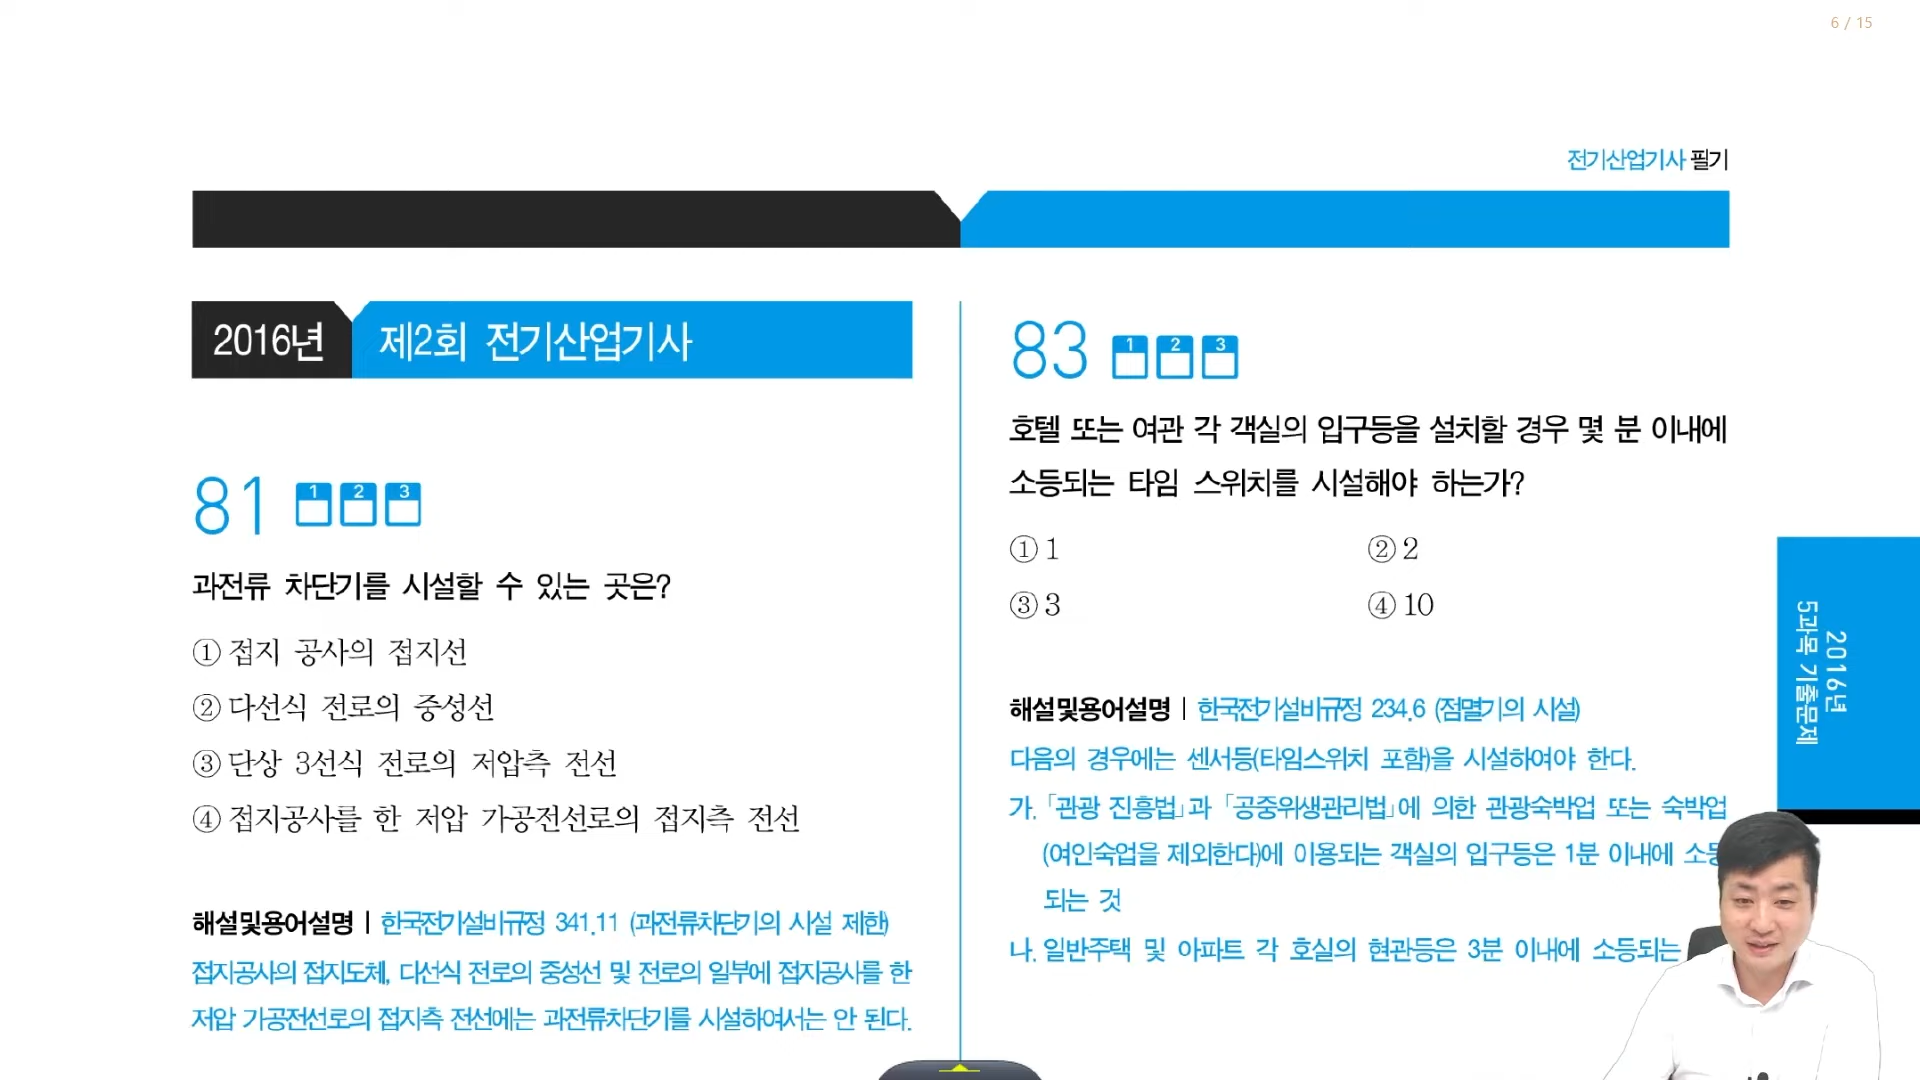 6 / 15
전기산업기사 필기
2016년 제2회 전기산업기사
81 1 2 3
과전류 차단기를 시설할 수 있는 곳은?
① 접지 공사의 접지선
② 다선식 전로의 중성선
③ 단상 3선식 전로의 저압측 전선
④ 접지공사를 한 저압 가공전선로의 접지측 전선
해설및용어설명 | 한국전기설비규정 341.11 (과전류차단기의 시설 제한)
접지공사의 접지도체, 다선식 전로의 중성선 및 전로의 일부에 접지공사를 한
저압 가공전선로의 접지측 전선에는 과전류차단기를 시설하여서는 안 된다.
83 1 2 3
호텔 또는 여관 각 객실의 입구등을 설치할 경우 몇 분 이내에
소등되는 타임 스위치를 시설해야 하는가?
① 1 ② 2
③ 3 ④ 10
해설및용어설명 | 한국전기설비규정 234.6 (점멸기의 시설)
다음의 경우에는 센서등(타임스위치 포함)을 시설하여야 한다.
가. 「관광 진흥법」과 「공중위생관리법」에 의한 관광숙박업 또는 숙박업
(여인숙업을 제외한다)에 이용되는 객실의 입구등은 1분 이내에 소등
되는 것
나. 일반주택 및 아파트 각 호실의 현관등은 3분 이내에 소등되는
2016년
5과목 기출문제